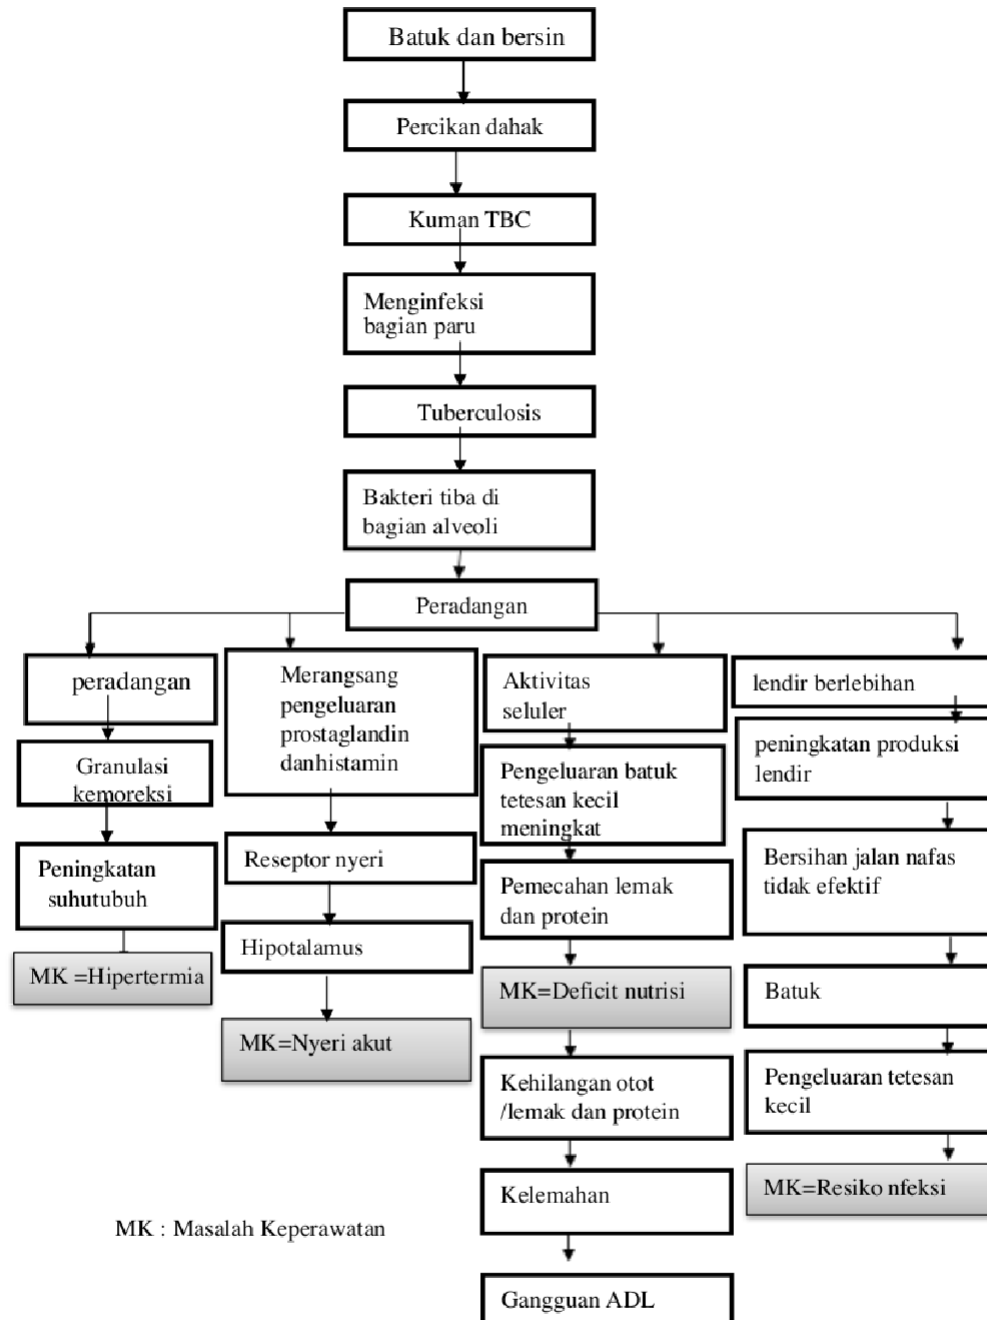 Batuk dan bersin
Percikan dahak
Kuman TBC
Menginfeksi
bagian paru
Tuberculosis
Bakteri tiba di
bagian alveoli
Peradangan
peradangan
Granulasi
kemoreksi
Peningkatan
suhutubuh
MK =Hipertermia
Merangsang
pengeluaran
prostaglandin
danhistamin
Reseptor nyeri
Hipotalamus
MK=Nyeri akut
Aktivitas
seluler
Pengeluaran batuk
tetesan kecil
meningkat
Pemecahan lemak
dan protein
MK=Deficit nutrisi
Kehilangan otot
/lemak dan protein
Kelemahan
Gangguan ADL
lendir berlebihan
peningkatan produksi
lendir
Bersihan jalan nafas
tidak efektif
Batuk
Pengeluaran tetesan
kecil
MK=Resiko nfeksi
MK : Masalah Keperawatan